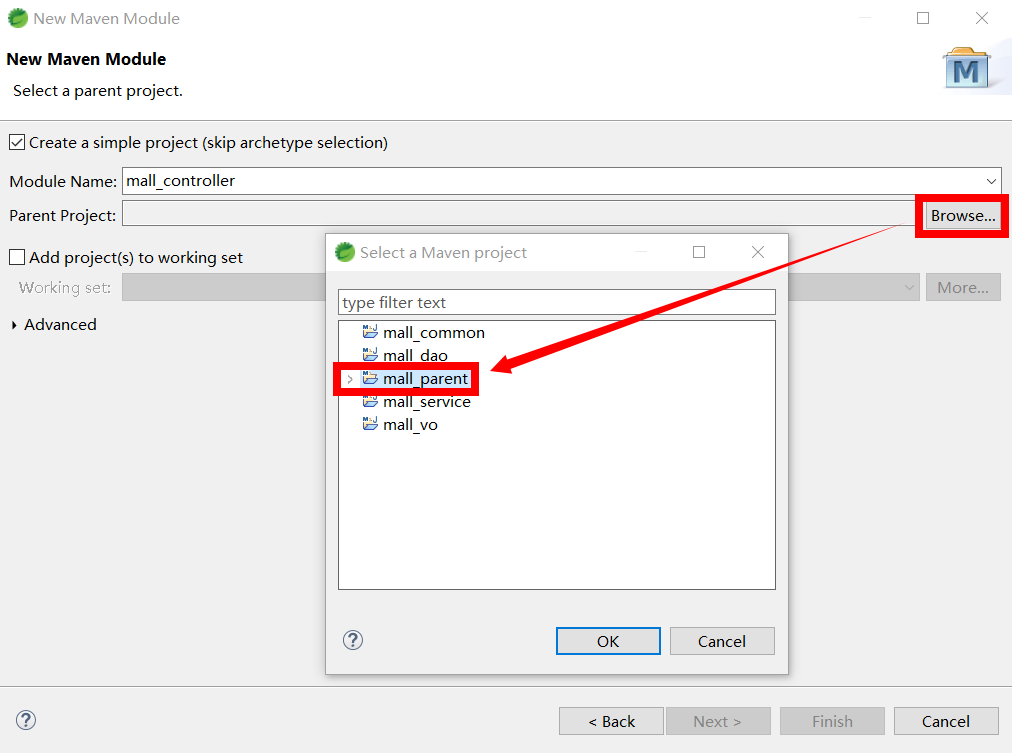 New Maven Module
New Maven Module
Select a parent project.
Create a simple project (skip archetype selection)
Module Name: mall_controller
Parent Project: Browse...
Add project(s) to working set
Working set: More...
Advanced
Select a Maven project
type filter text
mall_common
mall_dao
mall_parent
mall_service
mall_vo
OK Cancel
< Back Next > Finish Cancel